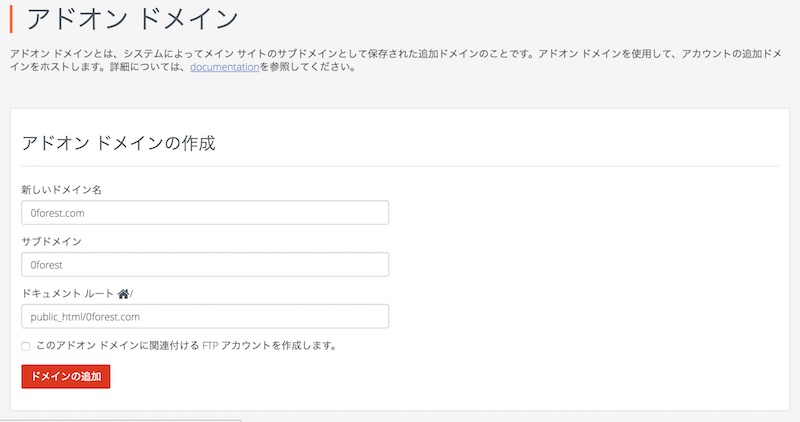 アドオン ドメイン
アドオン ドメインとは、システムによってメイン サイトのサブドメインとして保存された追加ドメインのことです。アドオン ドメインを使用して、アカウントの追加ドメ
インをホストします。詳細については、documentationを参照してください。
アドオン ドメインの作成
新しいドメイン名
0forest.com
サブドメイン
0forest
ドキュメント ルート /
public_html/0forest.com
このアドオン ドメインに関連付ける FTP アカウントを作成します。
ドメインの追加